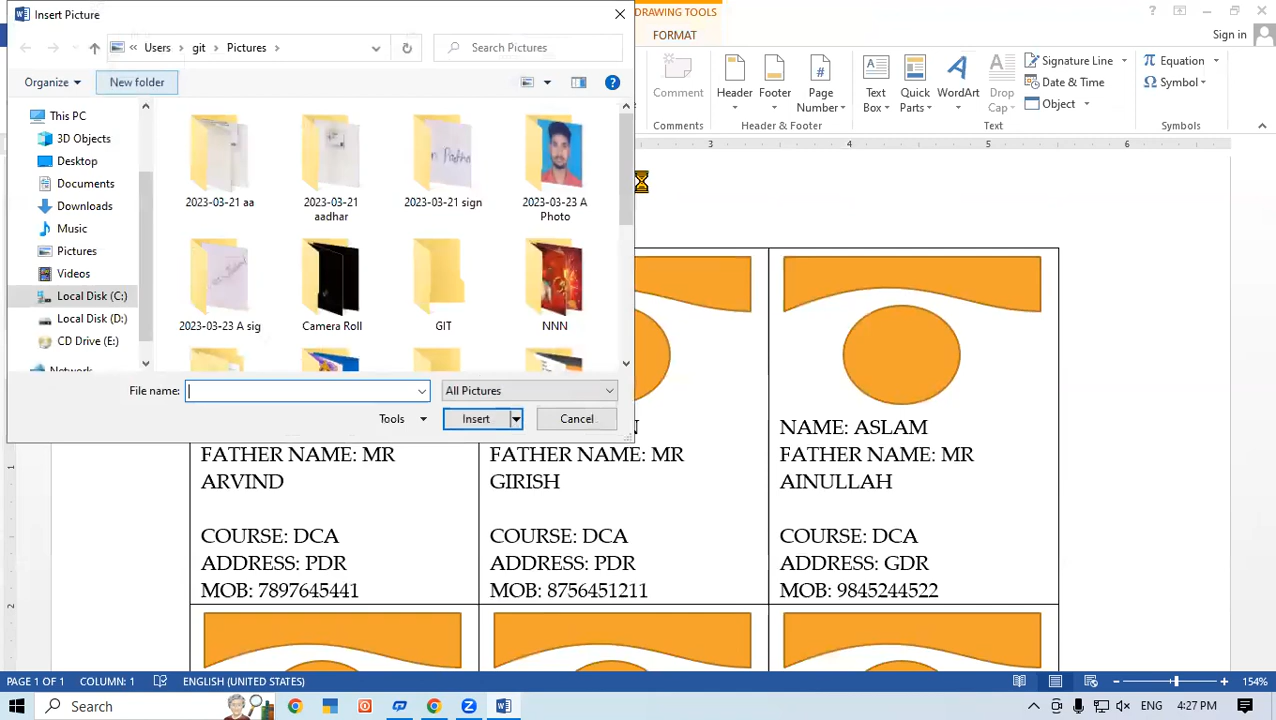 Insert Picture
DRAWING TOOLS
FORMAT
Sign in
Users
git
Pictures
Search Pictures
Organize
New folder
This PC
3D Objects
Desktop
Documents
Downloads
Music
Pictures
Videos
Local Disk (C:)
Local Disk (D:)
CD Drive (E:)
Network
2023-03-21 aa
2023-03-21 aadhar
2023-03-21 sign
2023-03-23 A Photo
2023-03-23 A sig
Camera Roll
GIT
NNN
File name:
All Pictures
Tools
Insert
Cancel
Comment
Comments
Header
Footer
Page Number
Header & Footer
Text Box
Quick Parts
WordArt
Drop Cap
Signature Line
Date & Time
Object
Text
Equation
Symbol
Symbols
3
4
5
6
FATHER NAME: MR
ARVIND
COURSE: DCA
ADDRESS: PDR
MOB: 7897645441
FATHER NAME: MR
GIRISH
COURSE: DCA
ADDRESS: PDR
MOB: 8756451211
NAME: ASLAM
FATHER NAME: MR
AINULLAH
COURSE: DCA
ADDRESS: GDR
MOB: 9845244522
1
2
PAGE 1 OF 1
COLUMN: 1
ENGLISH (UNITED STATES)
154%
Search
ENG
4:27 PM